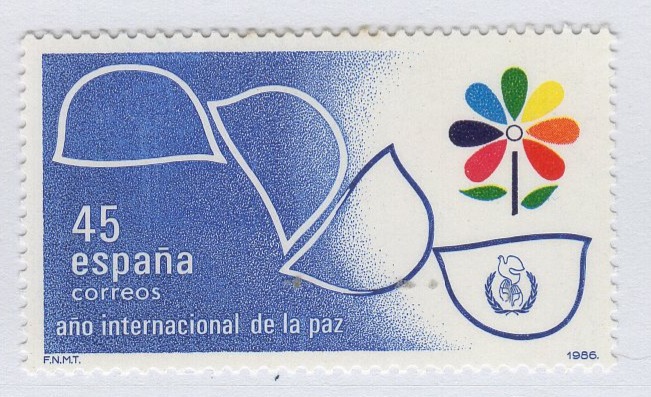 45
españa
correos
año internacional de la paz
F.N.M.T.
1986.